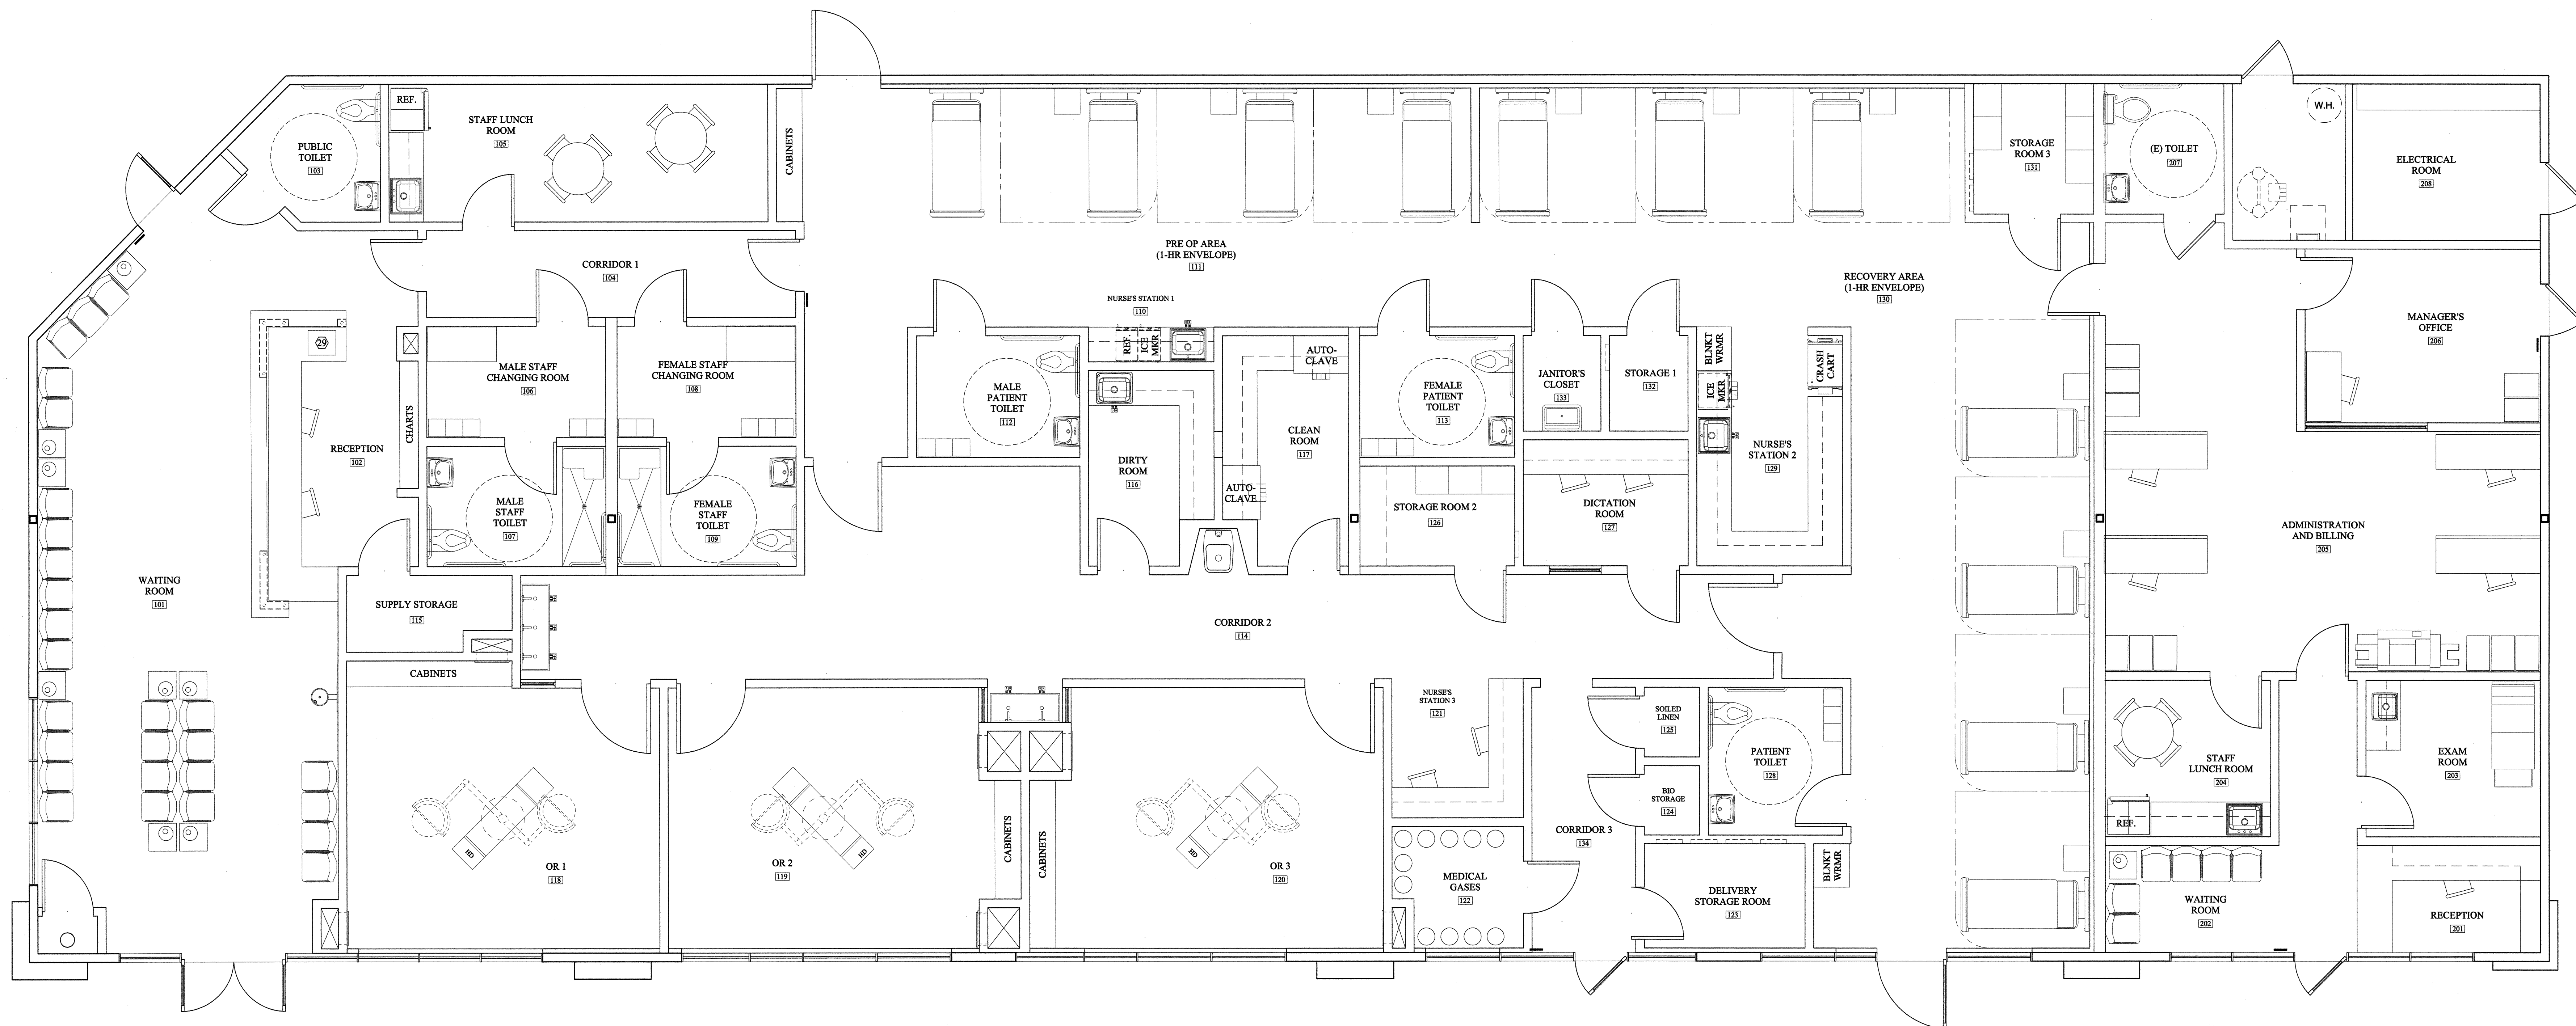 PUBLIC
TOILET
103
REF.
STAFF LUNCH
ROOM
105
CABINETS
STORAGE
ROOM 3
131
(E) TOILET
207
W.H.
ELECTRICAL
ROOM
208
CORRIDOR 1
104
PRE OP AREA
(1-HR ENVELOPE)
111
RECOVERY AREA
(1-HR ENVELOPE)
130
NURSE'S STATION 1
110
REF.
ICE
MKR
29
CHARTS
RECEPTION
102
MALE STAFF
CHANGING ROOM
106
FEMALE STAFF
CHANGING ROOM
108
MALE
PATIENT
TOILET
112
AUTO-
CLAVE
CLEAN
ROOM
117
DIRTY
ROOM
116
AUTO-
CLAVE
FEMALE
PATIENT
TOILET
113
JANITOR'S
CLOSET
133
STORAGE 1
132
BLNKT
WRMR
ICE
MKR
CRASH
CART
NURSE'S
STATION 2
129
MANAGER'S
OFFICE
206
MALE
STAFF
TOILET
107
FEMALE
STAFF
TOILET
109
STORAGE ROOM 2
126
DICTATION
ROOM
127
ADMINISTRATION
AND BILLING
205
WAITING
ROOM
101
SUPPLY STORAGE
115
CORRIDOR 2
114
CABINETS
NURSE'S
STATION 3
121
SOILED
LINEN
125
PATIENT
TOILET
128
BIO
STORAGE
124
STAFF
LUNCH ROOM
204
REF.
EXAM
ROOM
203
HD
OR 1
118
HD
OR 2
119
CABINETS
CABINETS
HD
OR 3
120
CORRIDOR 3
134
MEDICAL
GASES
122
DELIVERY
STORAGE ROOM
123
BLNKT
WRMR
WAITING
ROOM
202
RECEPTION
201